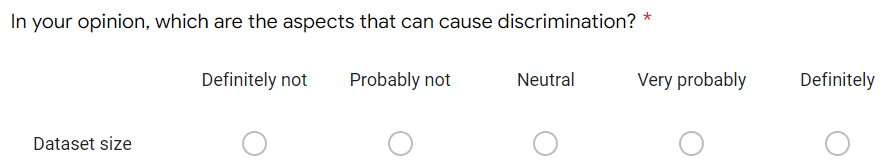 In your opinion, which are the aspects that can cause discrimination? *
Definitely not Probably not Neutral Very probably Definitely
Dataset size